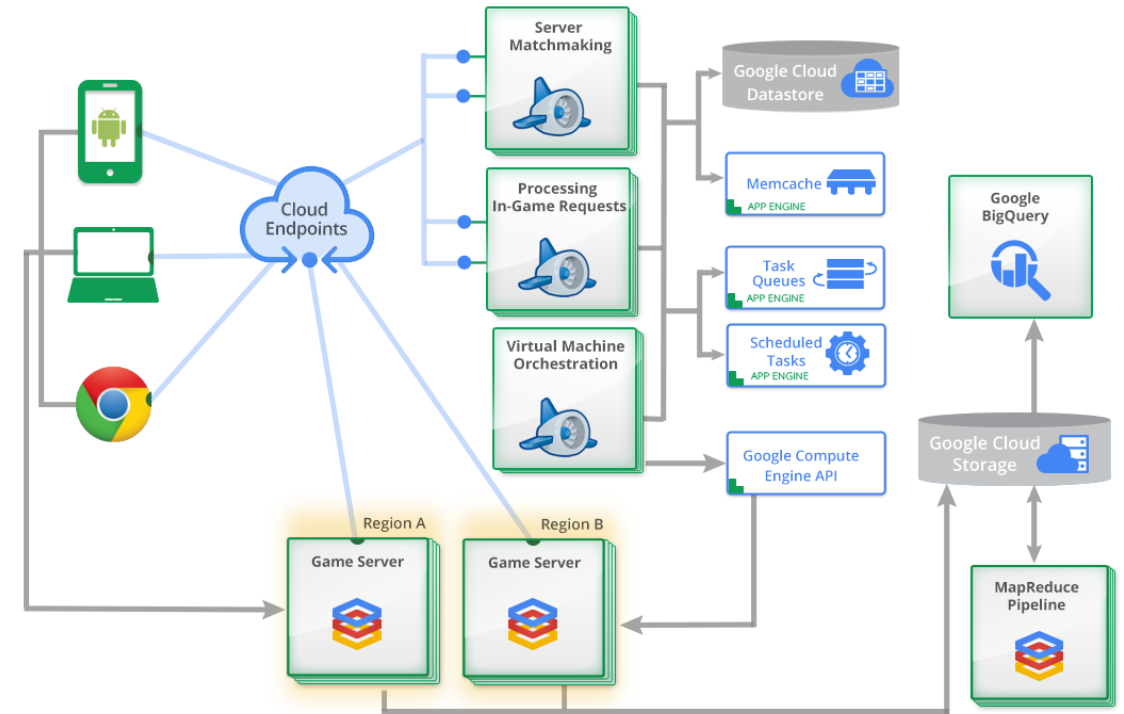 Server
Matchmaking
Google Cloud
Datastore
Memcache
APP ENGINE
Processing
In-Game Requests
Google
BigQuery
Cloud
Endpoints
Task
Queues
APP ENGINE
Virtual Machine
Orchestration
Scheduled
Tasks
APP ENGINE
Google Cloud
Storage
Google Compute
Engine API
Region A
Game Server
Region B
Game Server
MapReduce
Pipeline